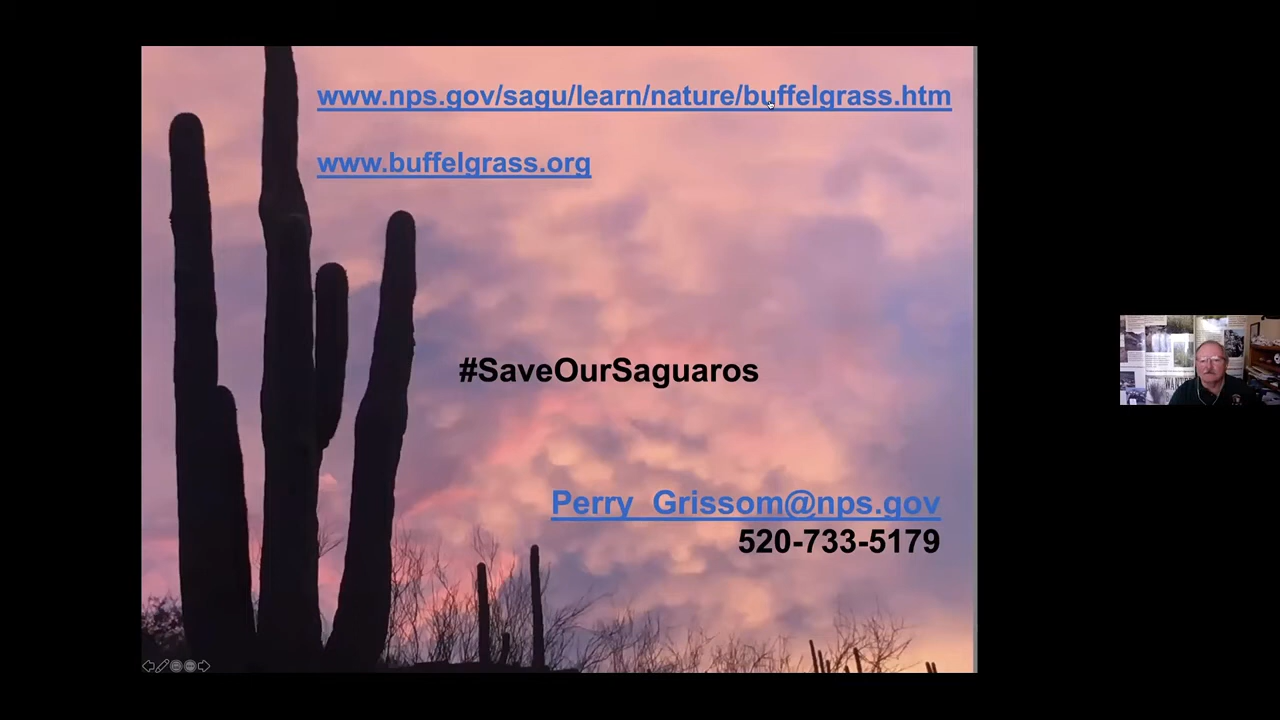 www.nps.gov/sagu/learn/nature/buffelgrass.htm
www.buffelgrass.org
#SaveOurSaguaros
Perry_Grissom@nps.gov
520-733-5179